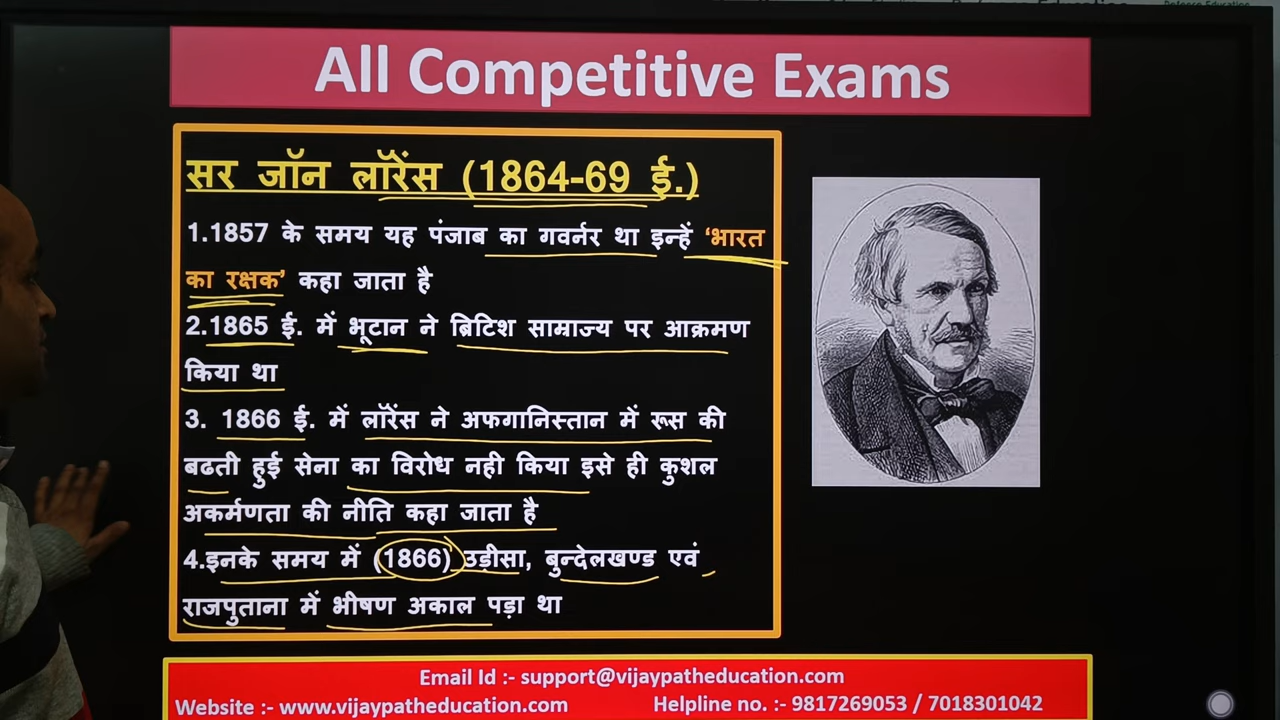 Defence Education
All Competitive Exams
सर जॉन लॉरेंस (1864-69 ई.)
1.1857 के समय यह पंजाब का गवर्नर था इन्हें ‘भारत
का रक्षक’ कहा जाता है
2.1865 ई. में भूटान ने ब्रिटिश साम्राज्य पर आक्रमण
किया था
3. 1866 ई. में लॉरेंस ने अफगानिस्तान में रूस की
बढती हुई सेना का विरोध नही किया इसे ही कुशल
अकर्मणता की नीति कहा जाता है
4.इनके समय में (1866) उड़ीसा, बुन्देलखण्ड एवं
राजपुताना में भीषण अकाल पड़ा था
Email Id :- support@vijaypatheducation.com
Website :- www.vijaypatheducation.com Helpline no. :- 9817269053 / 7018301042